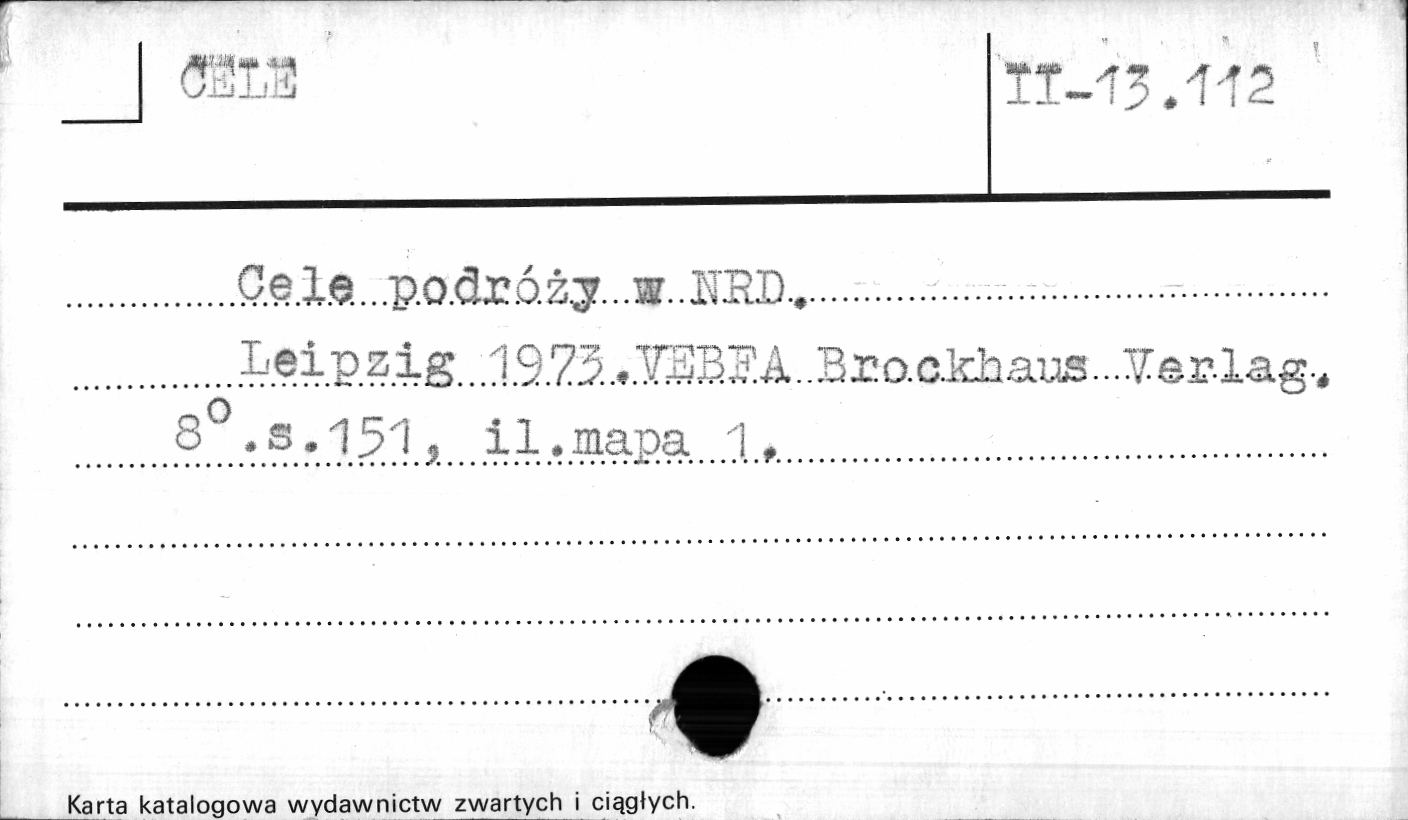 CELE
II-13.112
Cele podróży w NRD.
Leipzig 1973.VEBFA Brockhaus Verlag.
8°.s.151, il.mapa 1.
Karta katalogowa wydawnictw zwartych i ciągłych.